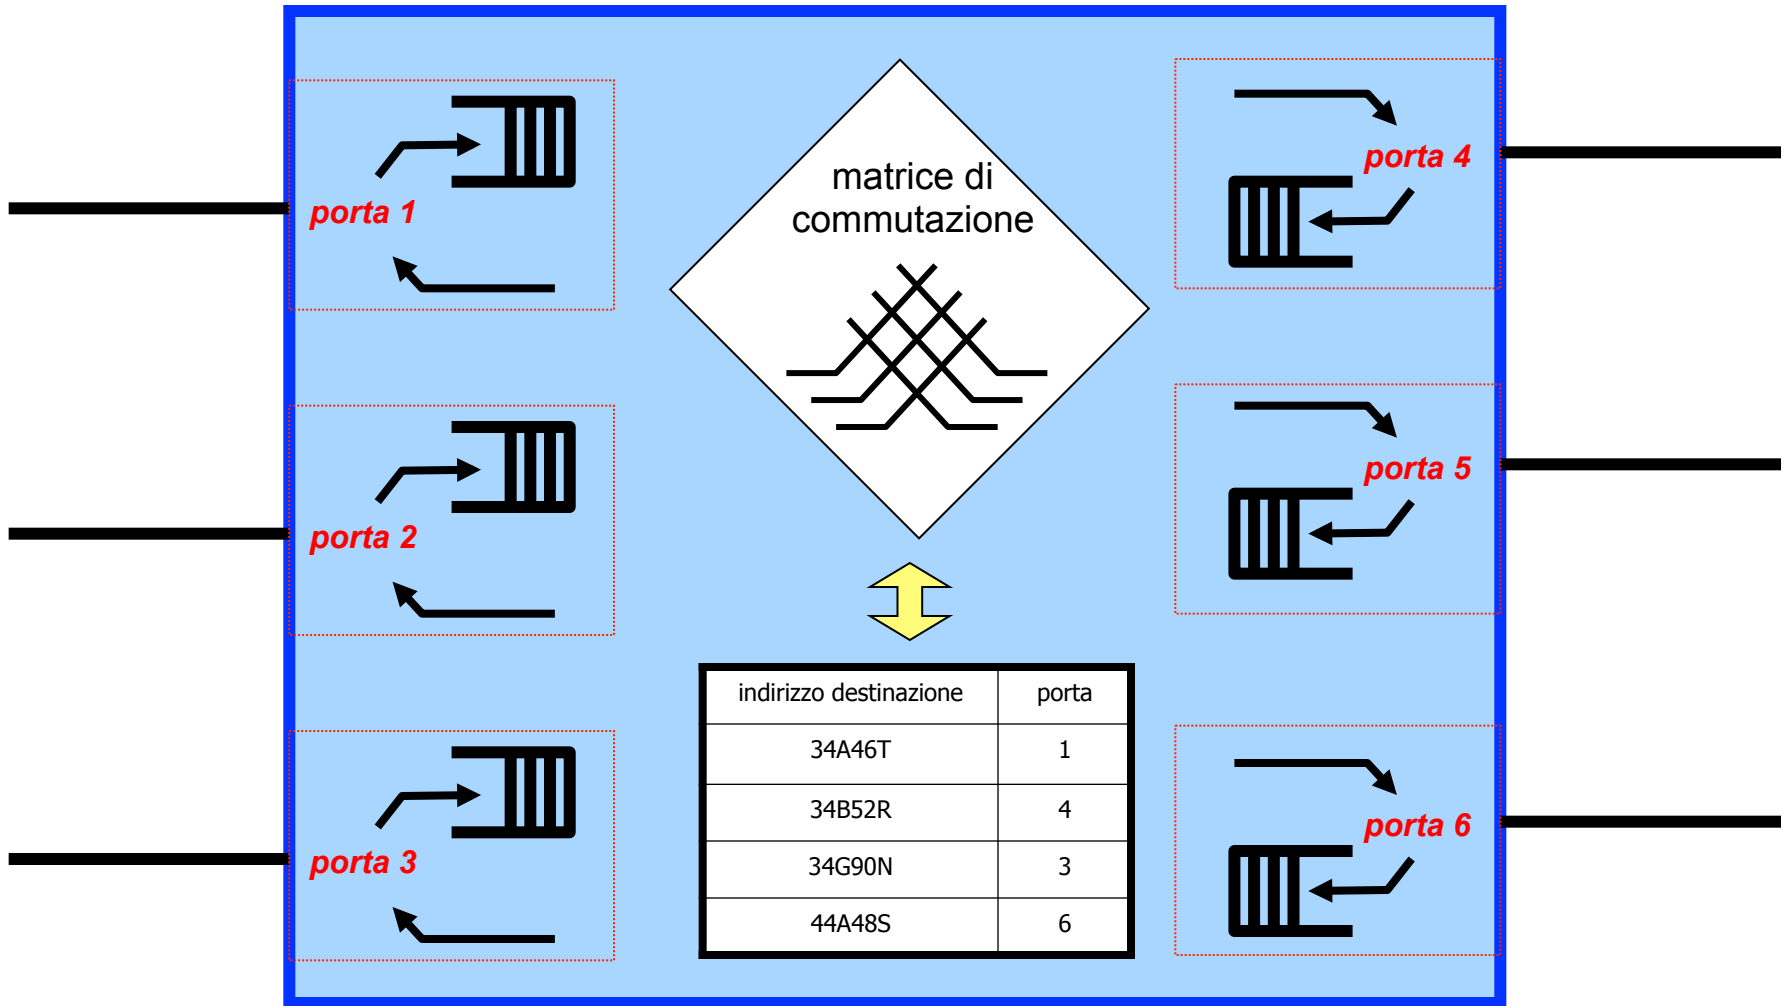 porta 1
porta 2
porta 3
matrice di
commutazione
indirizzo destinazione porta
34A46T 1
34B52R 4
34G90N 3
44A48S 6
porta 4
porta 5
porta 6